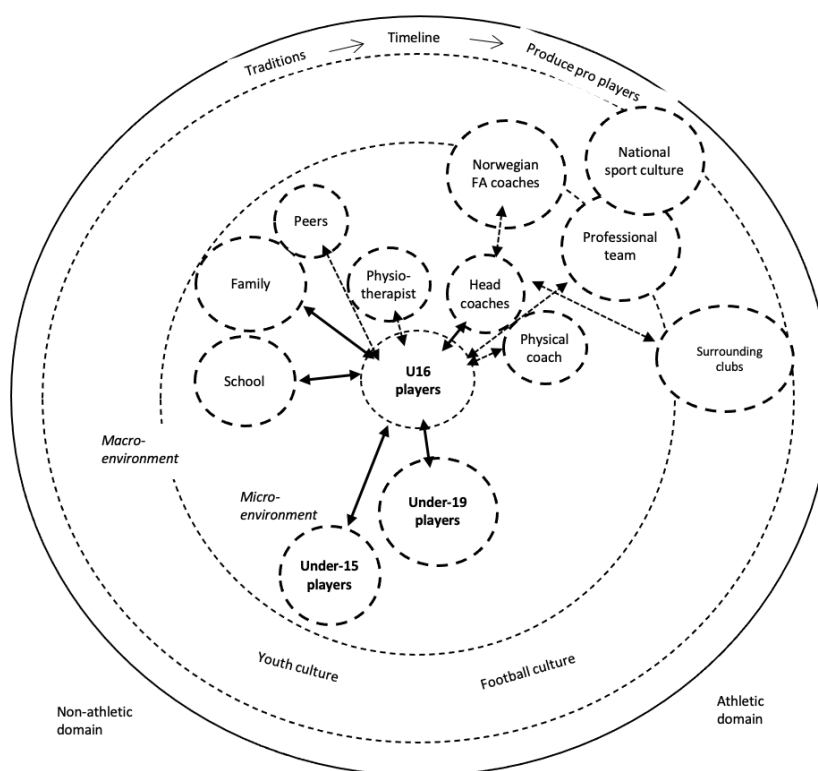 Timeline
Traditions
Produce pro players
National
sport culture
Norwegian
FA coaches
Peers
Professional
team
Family
Physio-
therapist
Head
coaches
Physical
coach
Surrounding
clubs
School
U16
players
Macro-
environment
Micro-
environment
Under-19
players
Under-15
players
Youth culture
Football culture
Non-athletic
domain
Athletic
domain